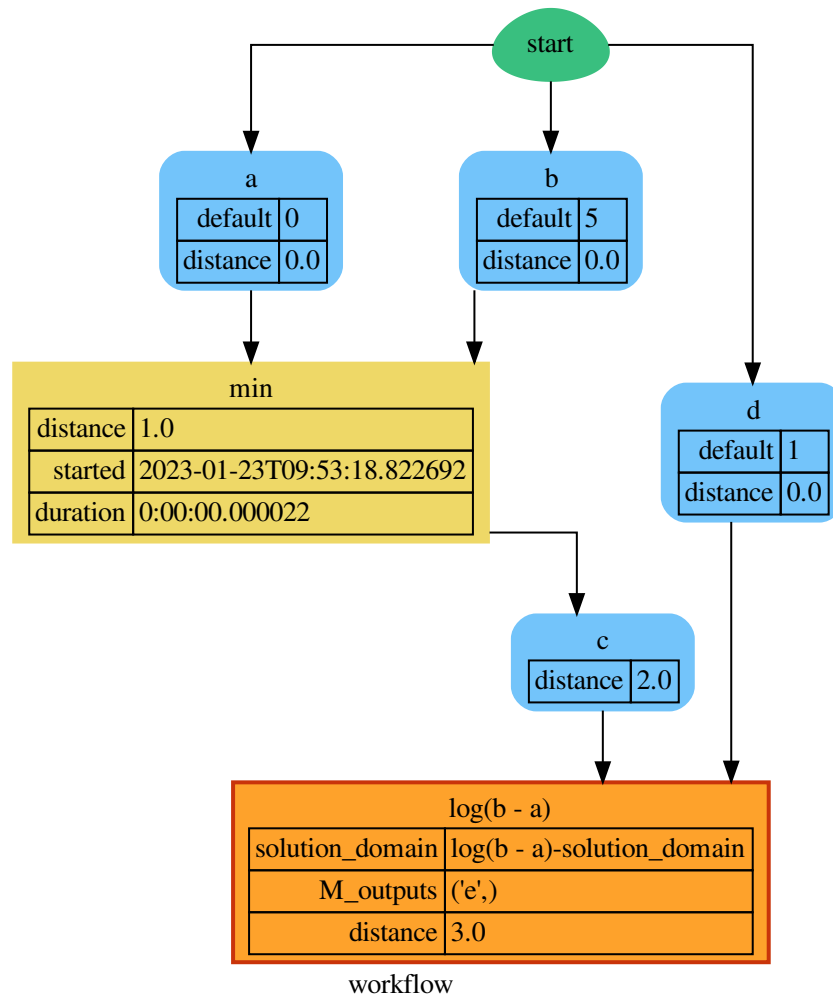 start
a
default 0
distance 0.0
b
default 5
distance 0.0
min
distance 1.0
started 2023-01-23T09:53:18.822692
duration 0:00:00.000022
d
default 1
distance 0.0
c
distance 2.0
log(b - a)
solution_domain log(b - a)-solution_domain
M_outputs ('e',)
distance 3.0
workflow